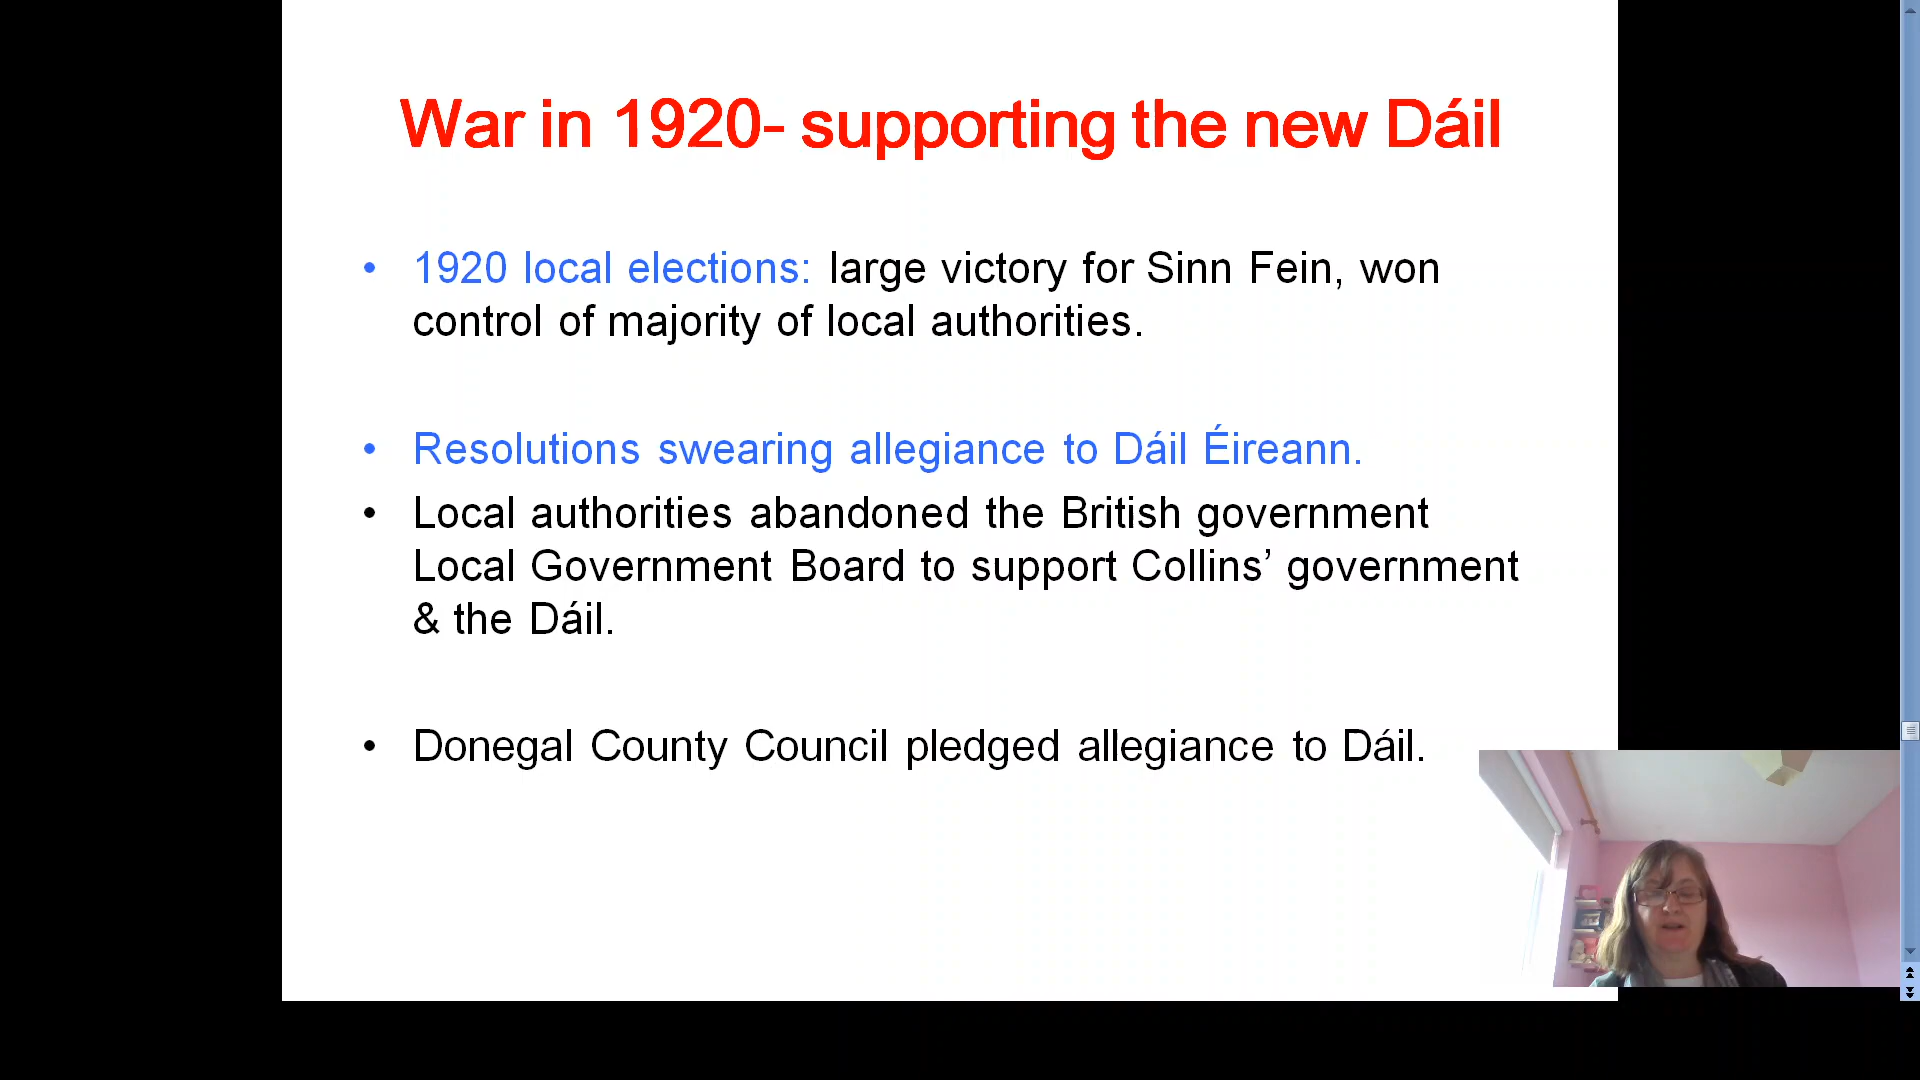 War in 1920- supporting the new Dáil
• 1920 local elections: large victory for Sinn Fein, won
control of majority of local authorities.
• Resolutions swearing allegiance to Dáil Éireann.
• Local authorities abandoned the British government
Local Government Board to support Collins’ government
& the Dáil.
• Donegal County Council pledged allegiance to Dáil.